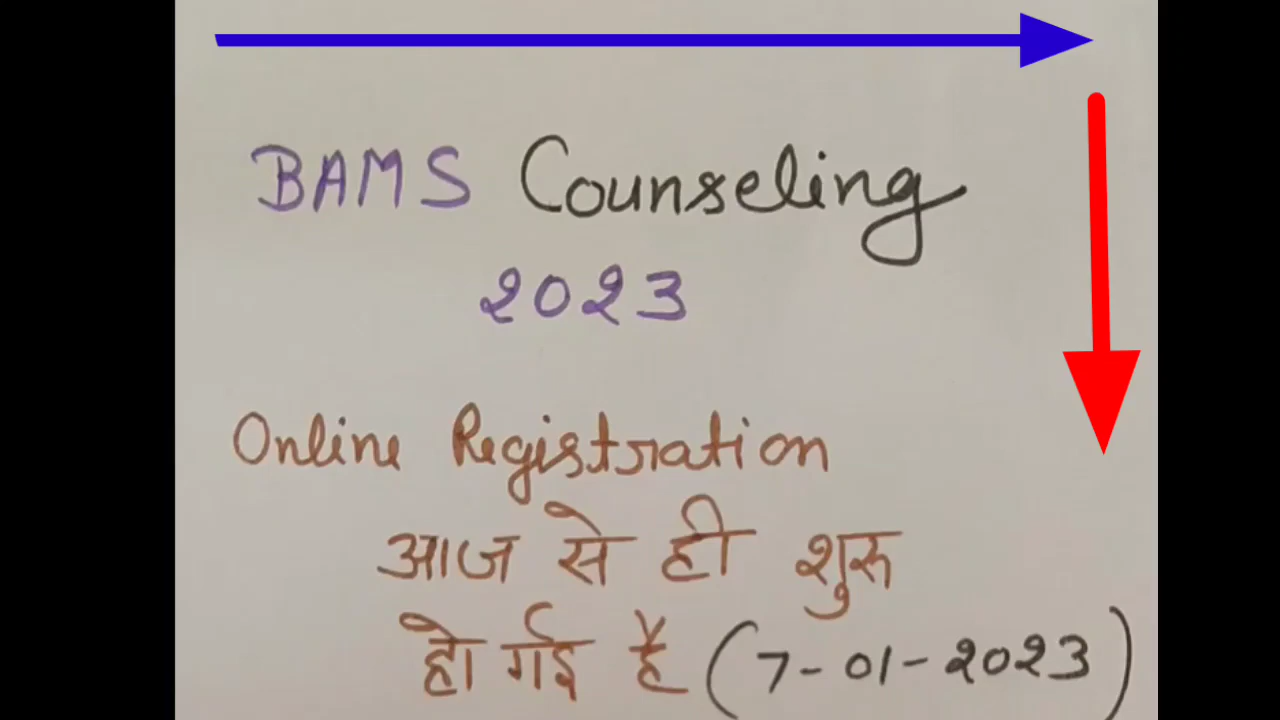 BAMS Counseling
2023
Online Registration
आज से ही शुरू
हो गई है (7-01-2023)